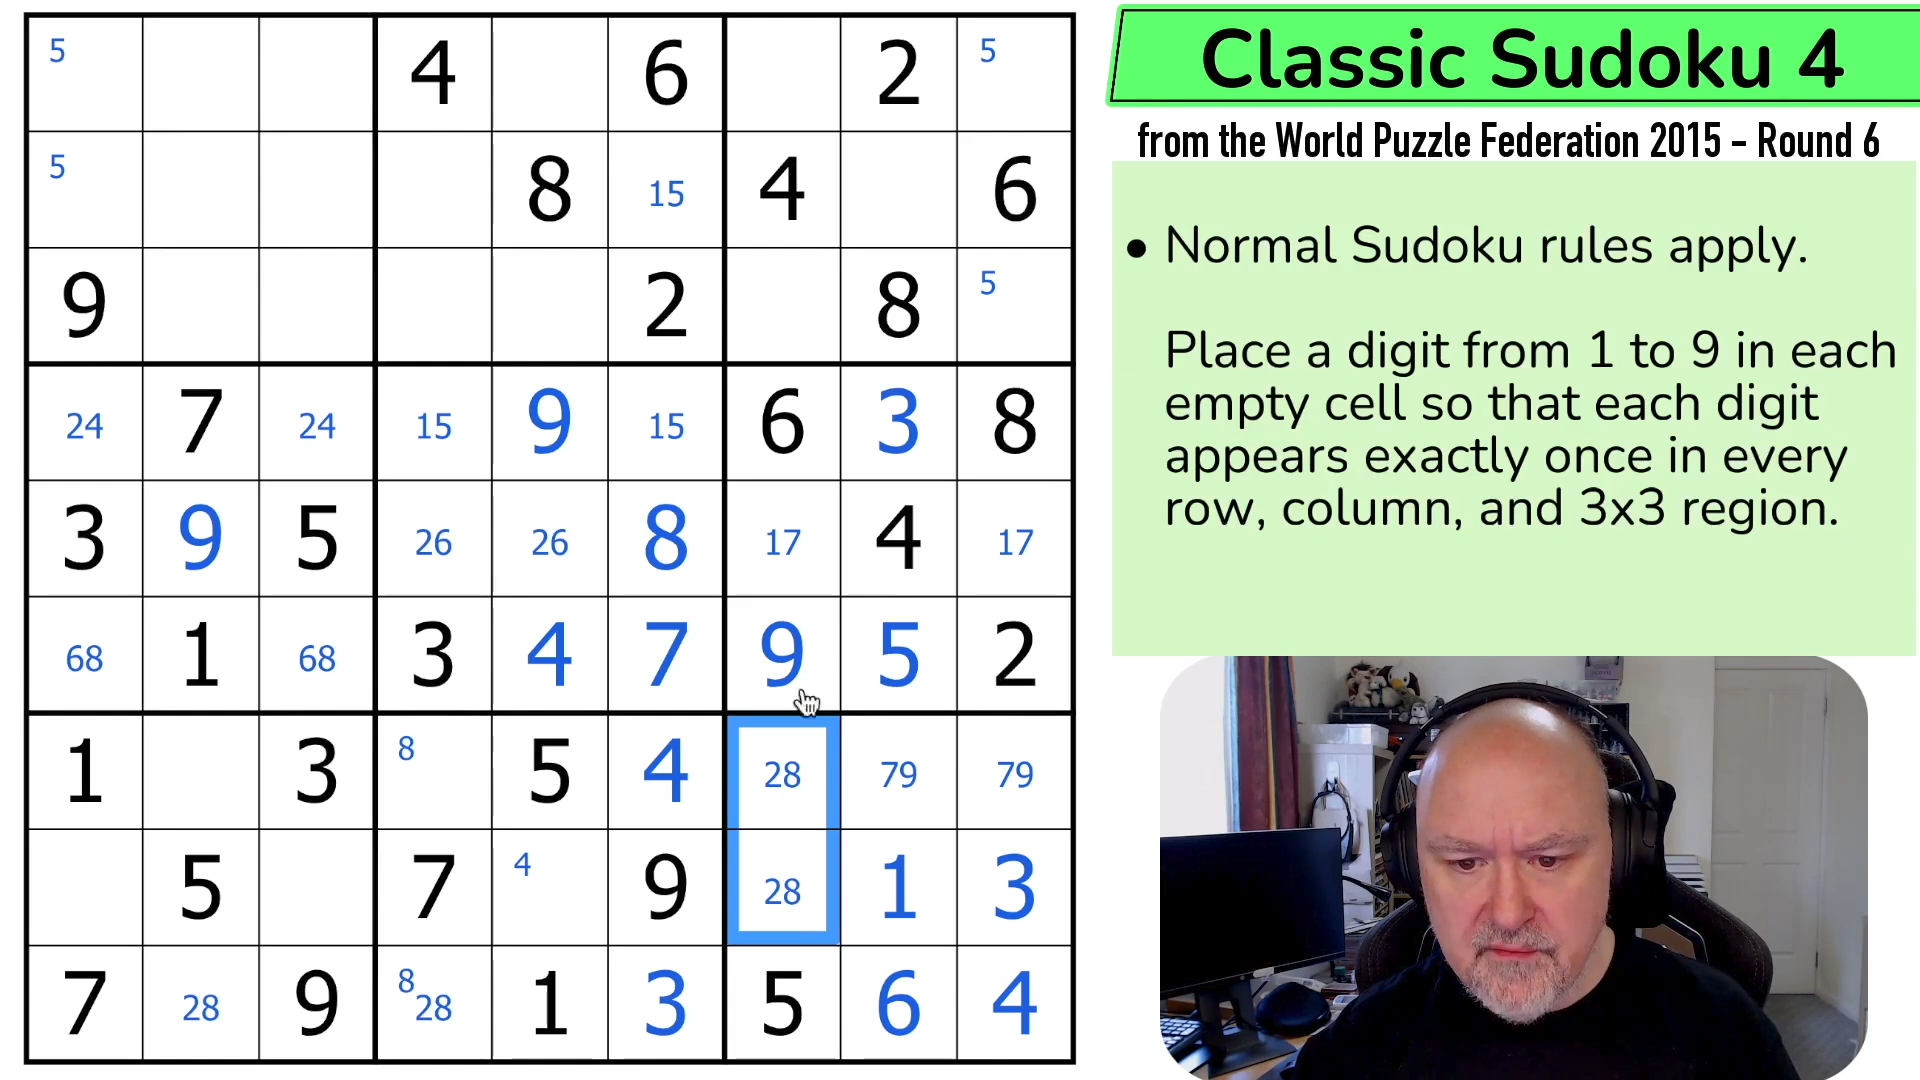 5 4 6 2 5
5 8 15 4 6
9 2 8 5
24 7 24 15 9 15 6 3 8
3 9 5 26 26 8 17 4 17
68 1 68 3 4 7 9 5 2
1 3 8 5 4 28 79 79
5 7 4 9 28 1 3
7 28 9 8 28 1 3 5 6 4
Classic Sudoku 4
from the World Puzzle Federation 2015 - Round 6
• Normal Sudoku rules apply.
Place a digit from 1 to 9 in each
empty cell so that each digit
appears exactly once in every
row, column, and 3x3 region.